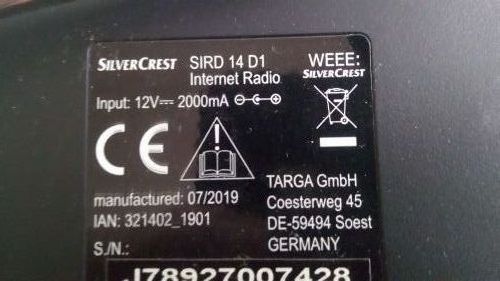 SILVERCREST SIRD 14 D1 WEEE:
Internet Radio SILVERCREST
Input: 12V⎓ 2000mA
CE
manufactured: 07/2019 TARGA GmbH
IAN: 321402_1901 Coesterweg 45
S./N.: DE-59494 Soest
GERMANY
J78927007428